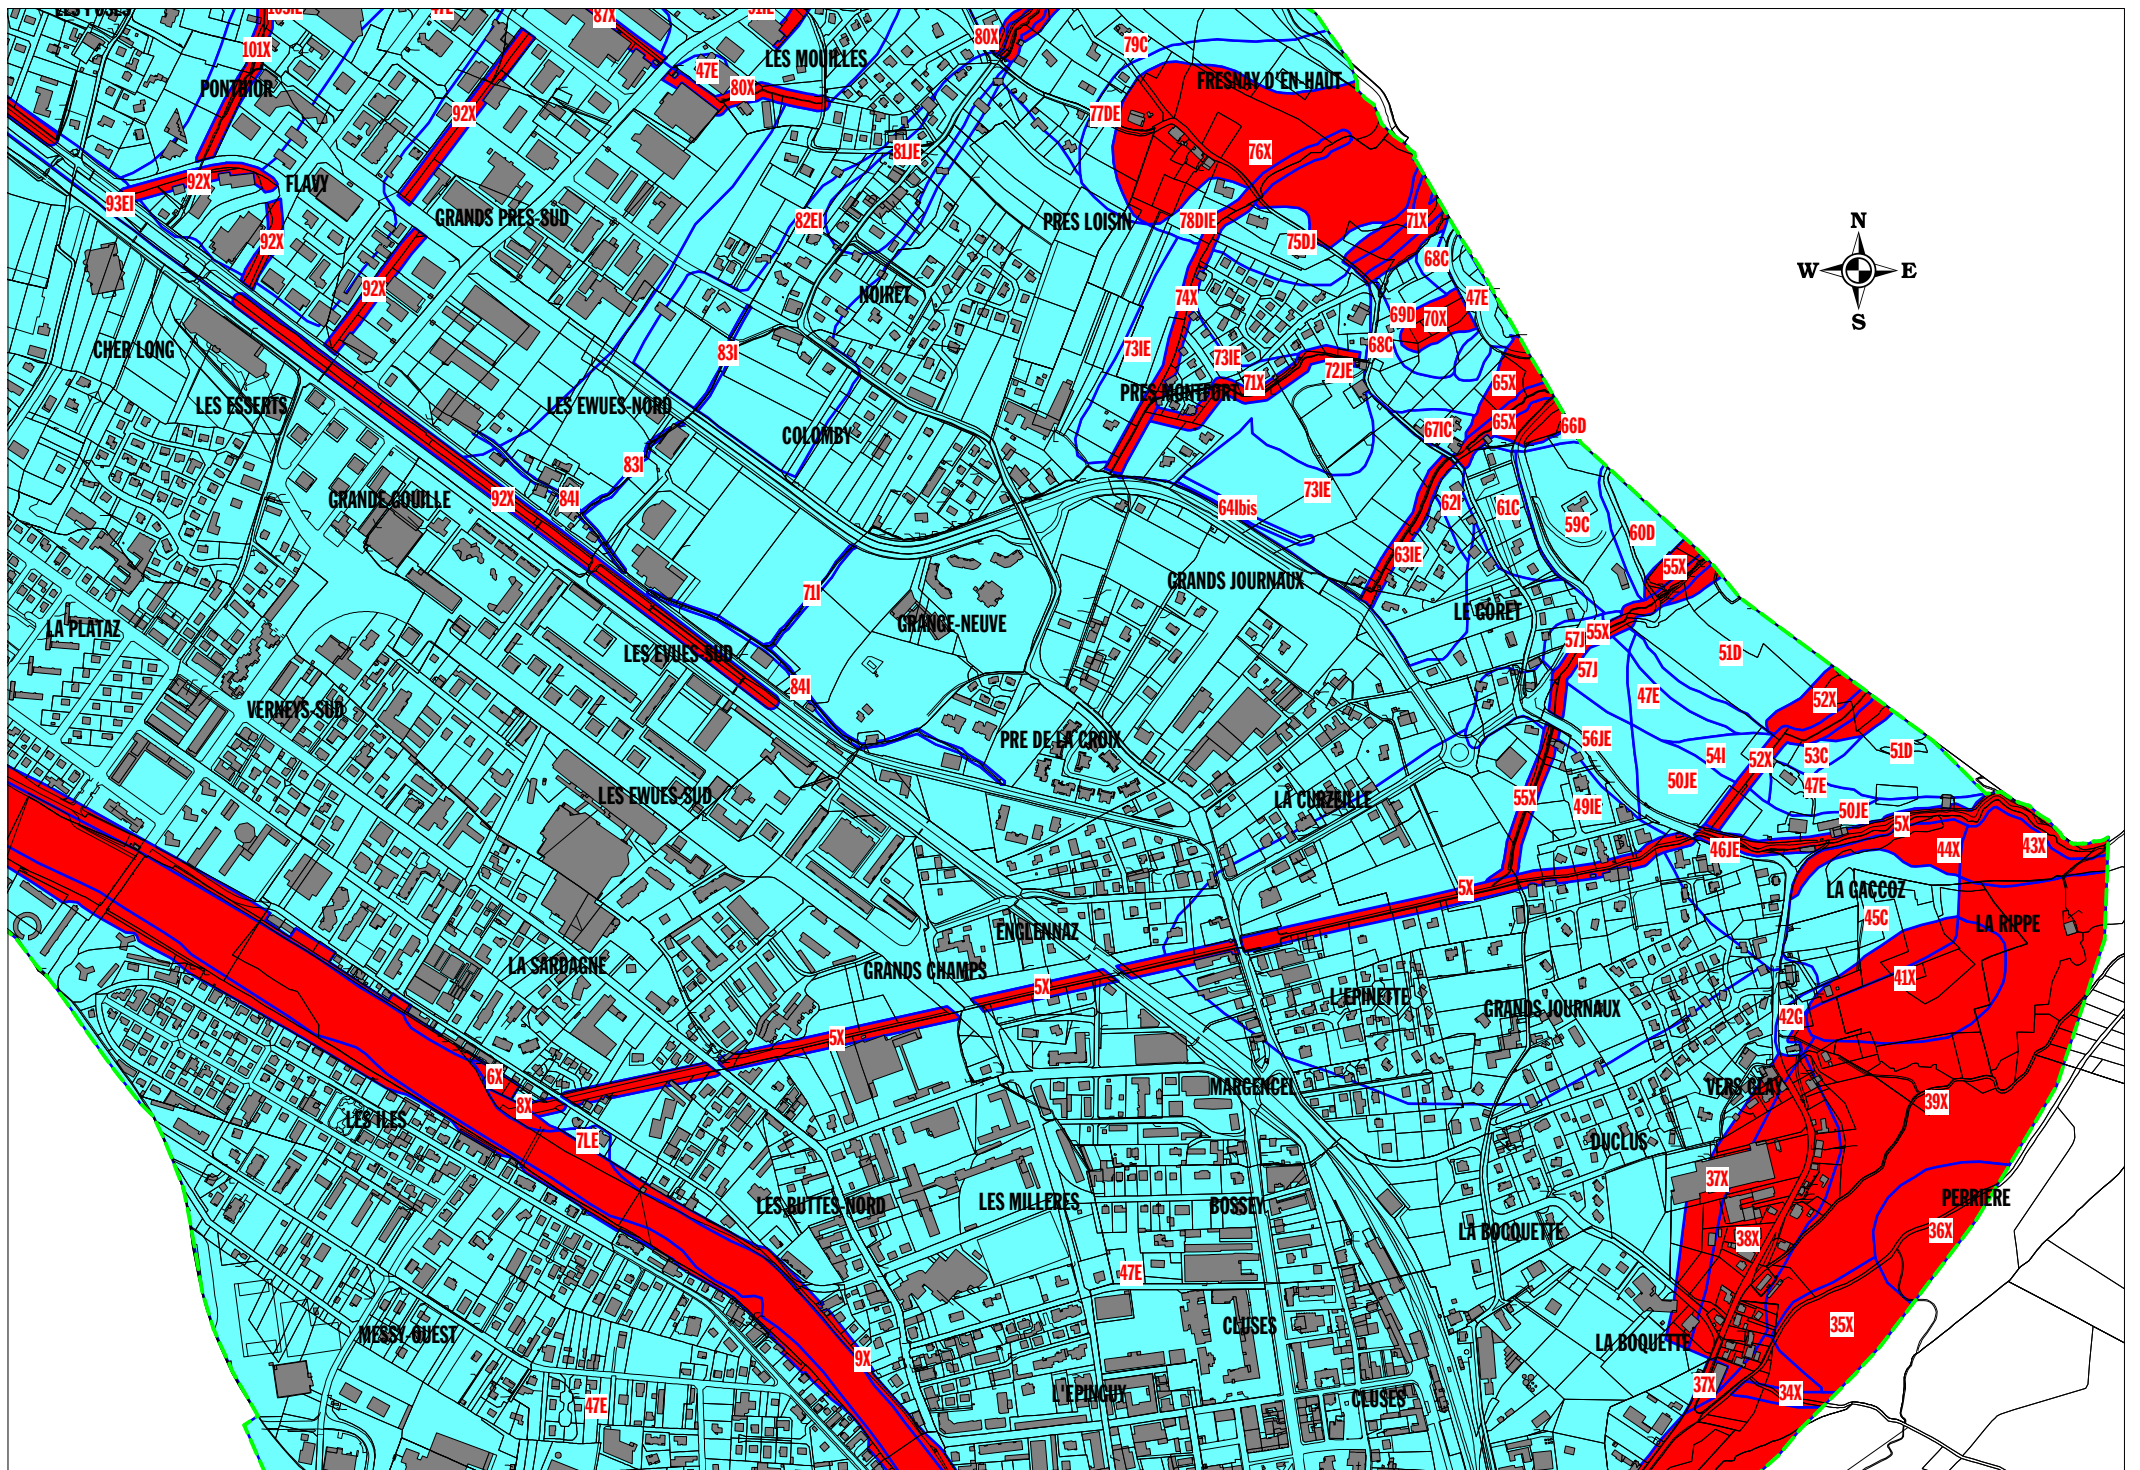 87X
80X
79C
101X
LES MOUILLES
47E
80X
FRESNAY D'EN-HAUT
PONTHIOR
92X
77DE
81JE
76X
92X
FLAVY
93EI
GRANDS PRES-SUD
82EI
PRES LOISIN
78DIE
71X
92X
75DJ
N
W
E
S
68C
92X
NOIRET
74X
47E
69D
70X
CHER LONG
83I
73IE
73IE
68C
72JE
71X
65X
PRES MONTFORT
LES ESSERTS
LES EWUES-NORD
COLOMBY
67IC
65X
66D
83I
GRANDE GOUILLE
92X
84I
73IE
64Ibis
62I
61C
59C
60D
63IE
55X
GRANDS JOURNAUX
71I
LE GORET
GRANGE-NEUVE
LA PLATAZ
57J
55X
LES EVUES-SUD
51D
57J
84I
47E
52X
VERNEYS-SUD
PRE DE LA CROIX
56JE
54I
52X
53C
51D
LES EWUES-SUD
LA CURZEILLE
55X
49IE
50JE
47E
50JE
5X
46JE
44X
43X
5X
LA GACCOZ
45C
LA RIPPE
ENGLENNAZ
LA SARDAGNE
GRANDS CHAMPS
5X
L'EPINETTE
GRANDS JOURNAUX
41X
42G
5X
6X
8X
MARGENCEL
VERS CLAY
39X
LES ILES
7LE
DUCLUS
37X
LES BUTTES-NORD
LES MILLERES
BOSSEY
PERRIERE
LA BOCQUETTE
38X
36X
47E
CLUSES
35X
MESSY-OUEST
LA BOQUETTE
9X
L'EPINGUY
CLUSES
37X
34X
47E